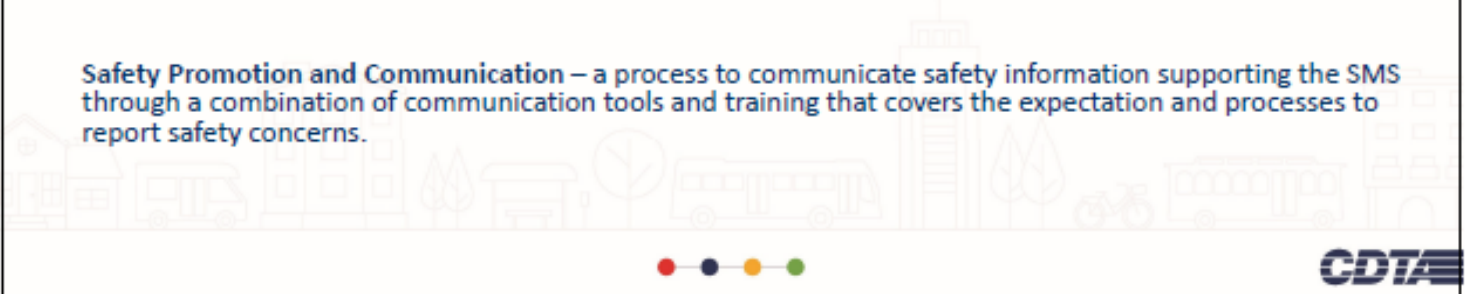 Safety Promotion and Communication – a process to communicate safety information supporting the SMS
through a combination of communication tools and training that covers the expectation and processes to
report safety concerns.
CDTA